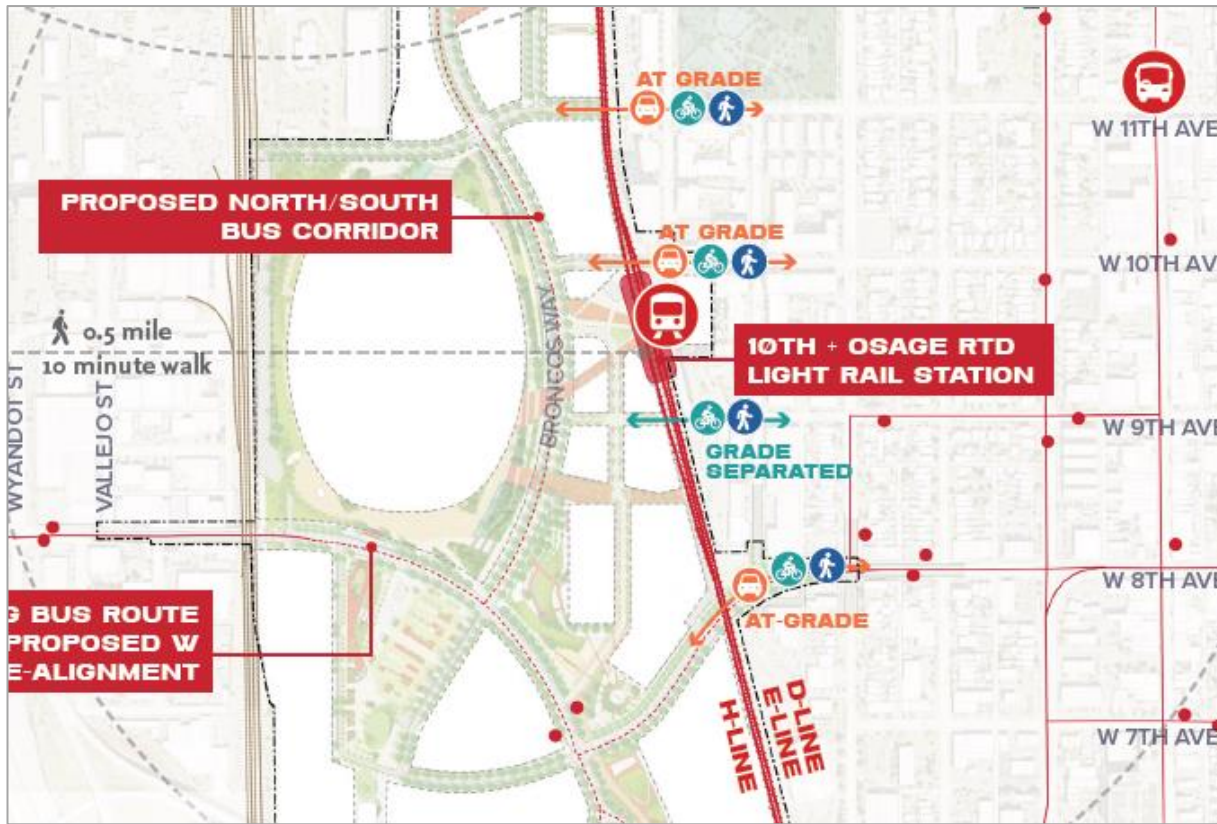 AT GRADE
W 11TH AVE
PROPOSED NORTH/SOUTH
BUS CORRIDOR
AT GRADE
W 10TH AV
0.5 mile
10 minute walk
BRONCOS WAY
10TH + OSAGE RTD
LIGHT RAIL STATION
WYANDOT ST
VALLEJO ST
W 9TH AVE
GRADE
SEPARATED
W 8TH AVE
G BUS ROUTE
PROPOSED W
E-ALIGNMENT
AT-GRADE
H-LINE
E-LINE
D-LINE
W 7TH AVE